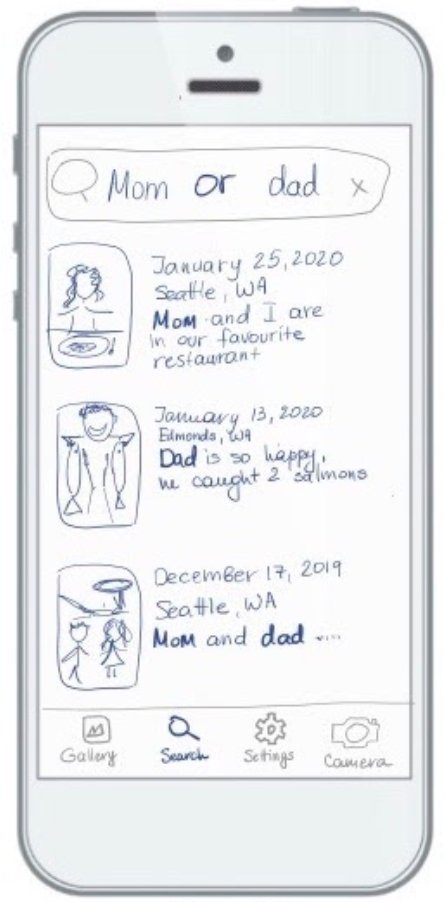 Mom or dad x
January 25, 2020
Seattle, WA
Mom and I are
in our favourite
restaurant
January 13, 2020
Edmonds, WA
Dad is so happy,
he caught 2 salmons
December 17, 2019
Seattle, WA
Mom and dad ....
Gallery Search Settings Camera